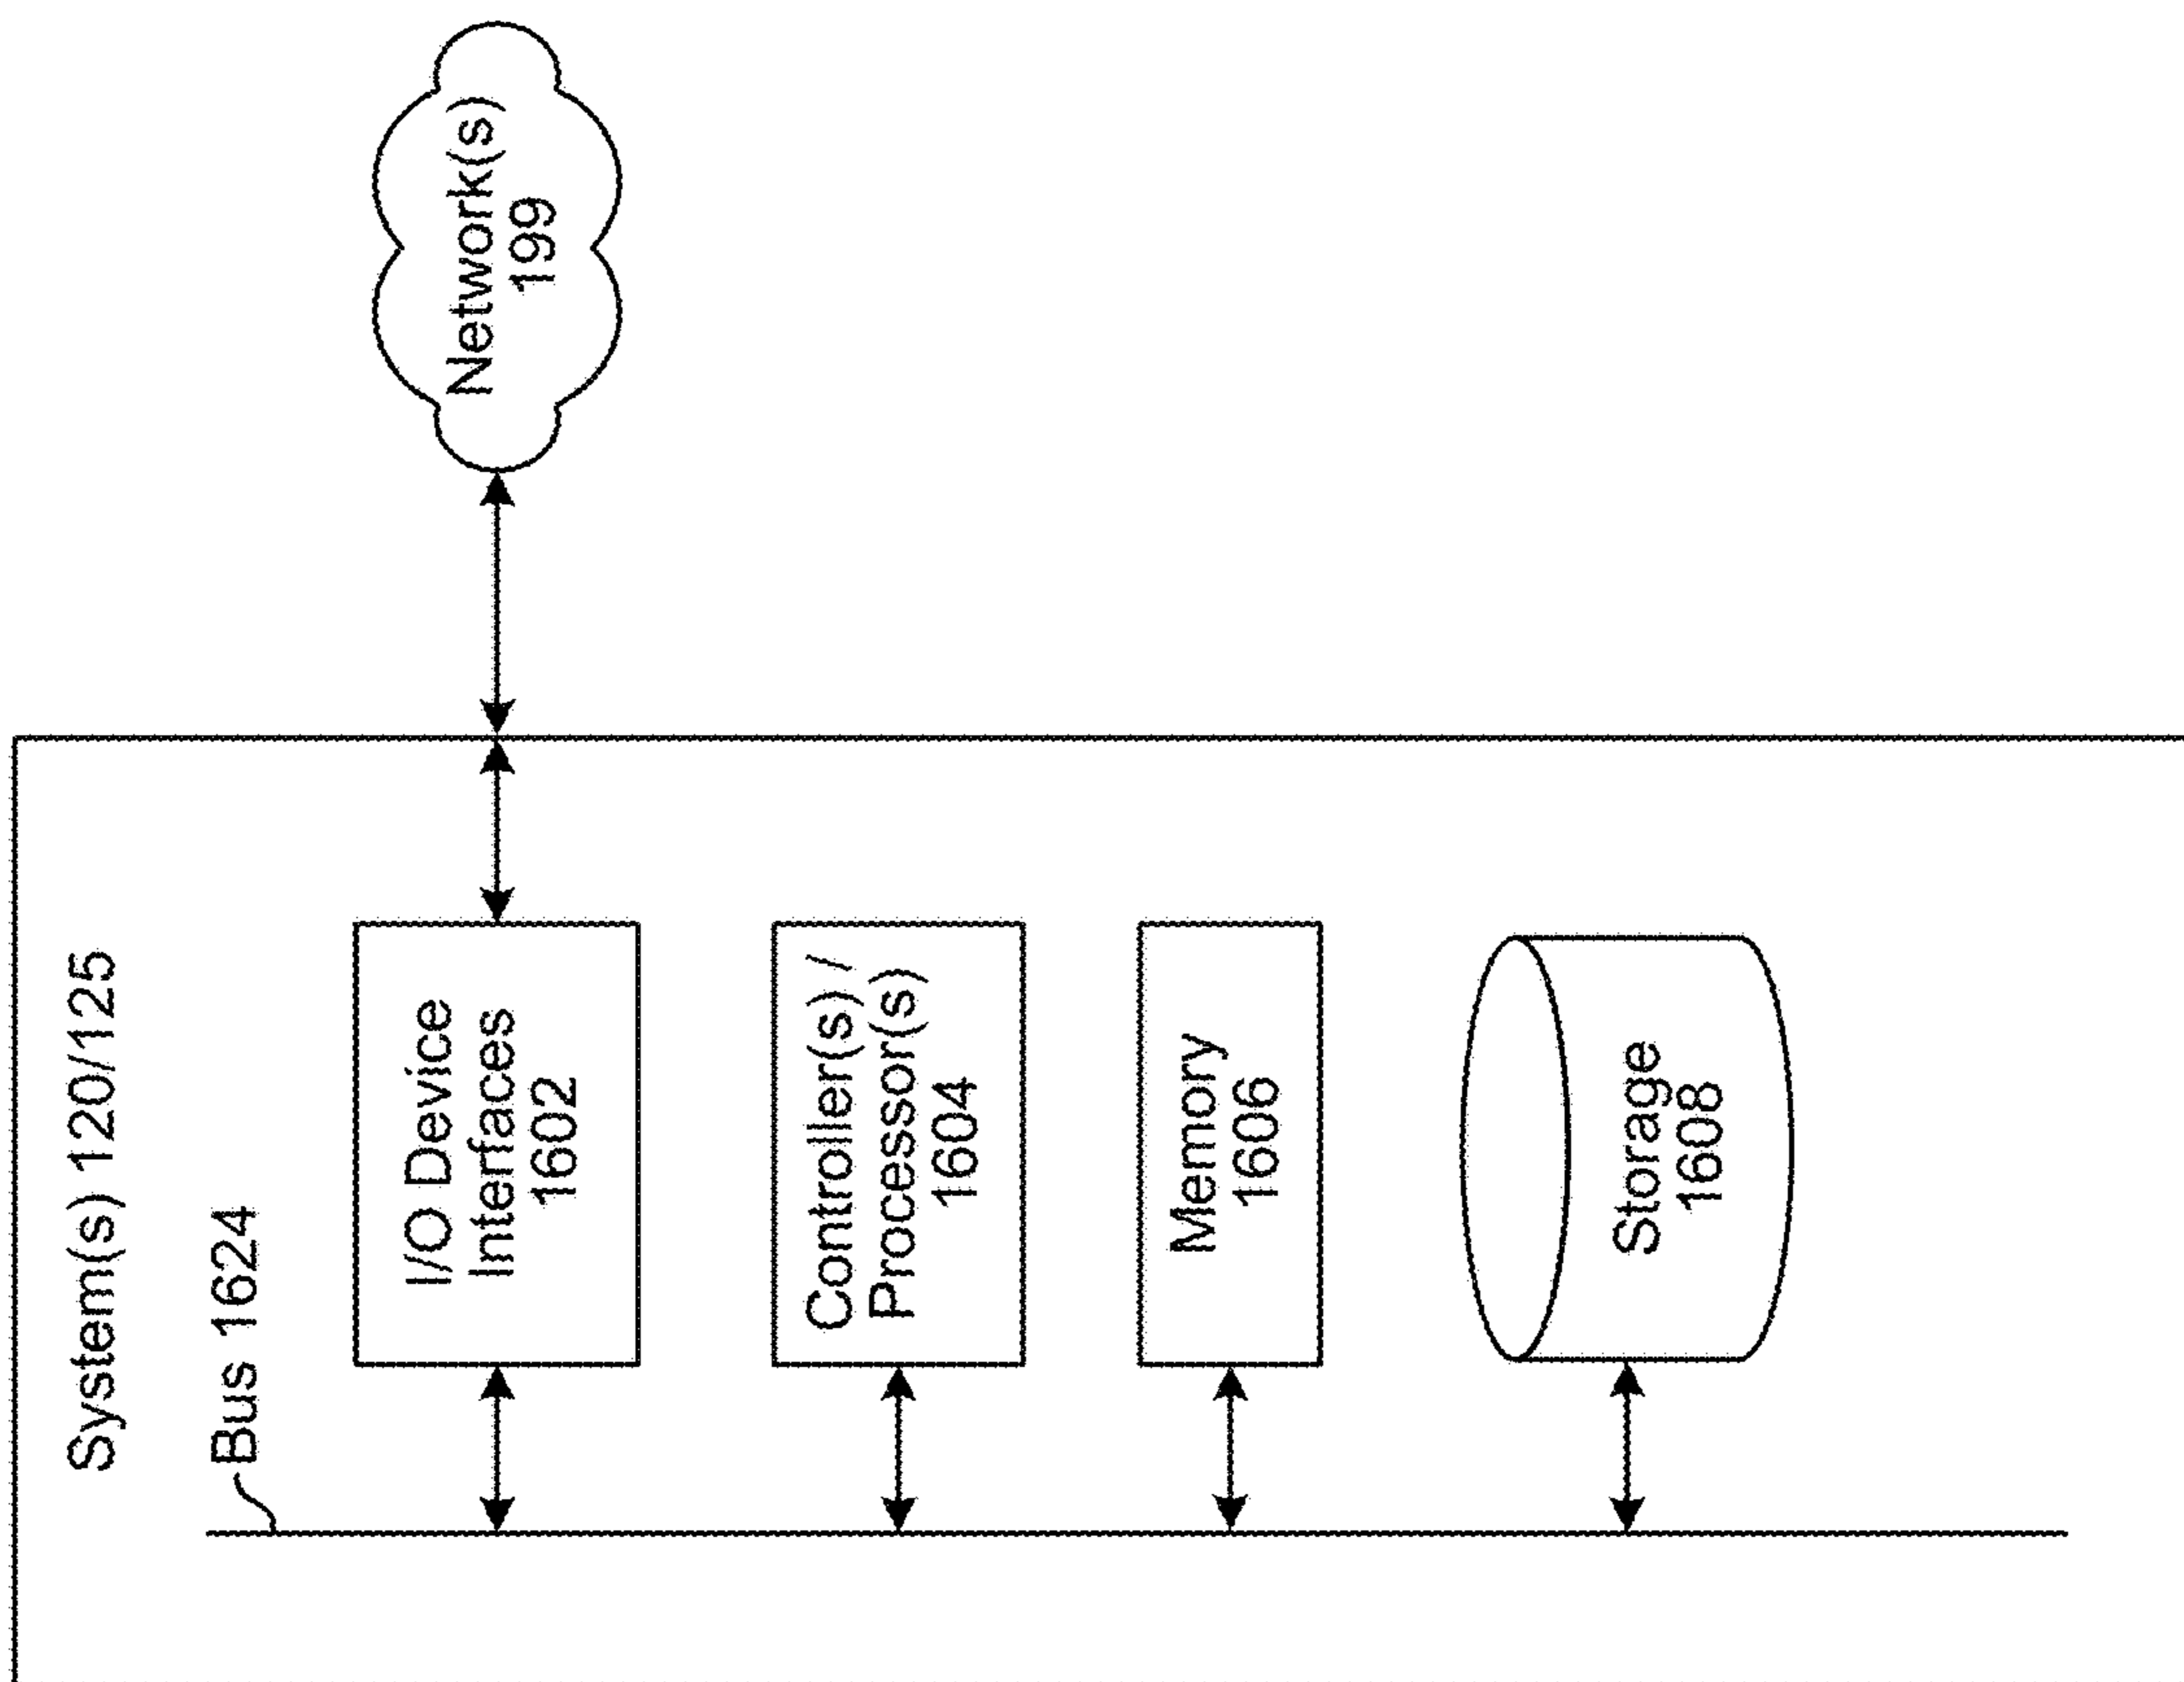 System(s) 120/125
Bus 1624
I/O Device
Interfaces
1602
Network(s)
199
Controller(s) /
Processor(s)
1604
Memory
1606
Storage
1608